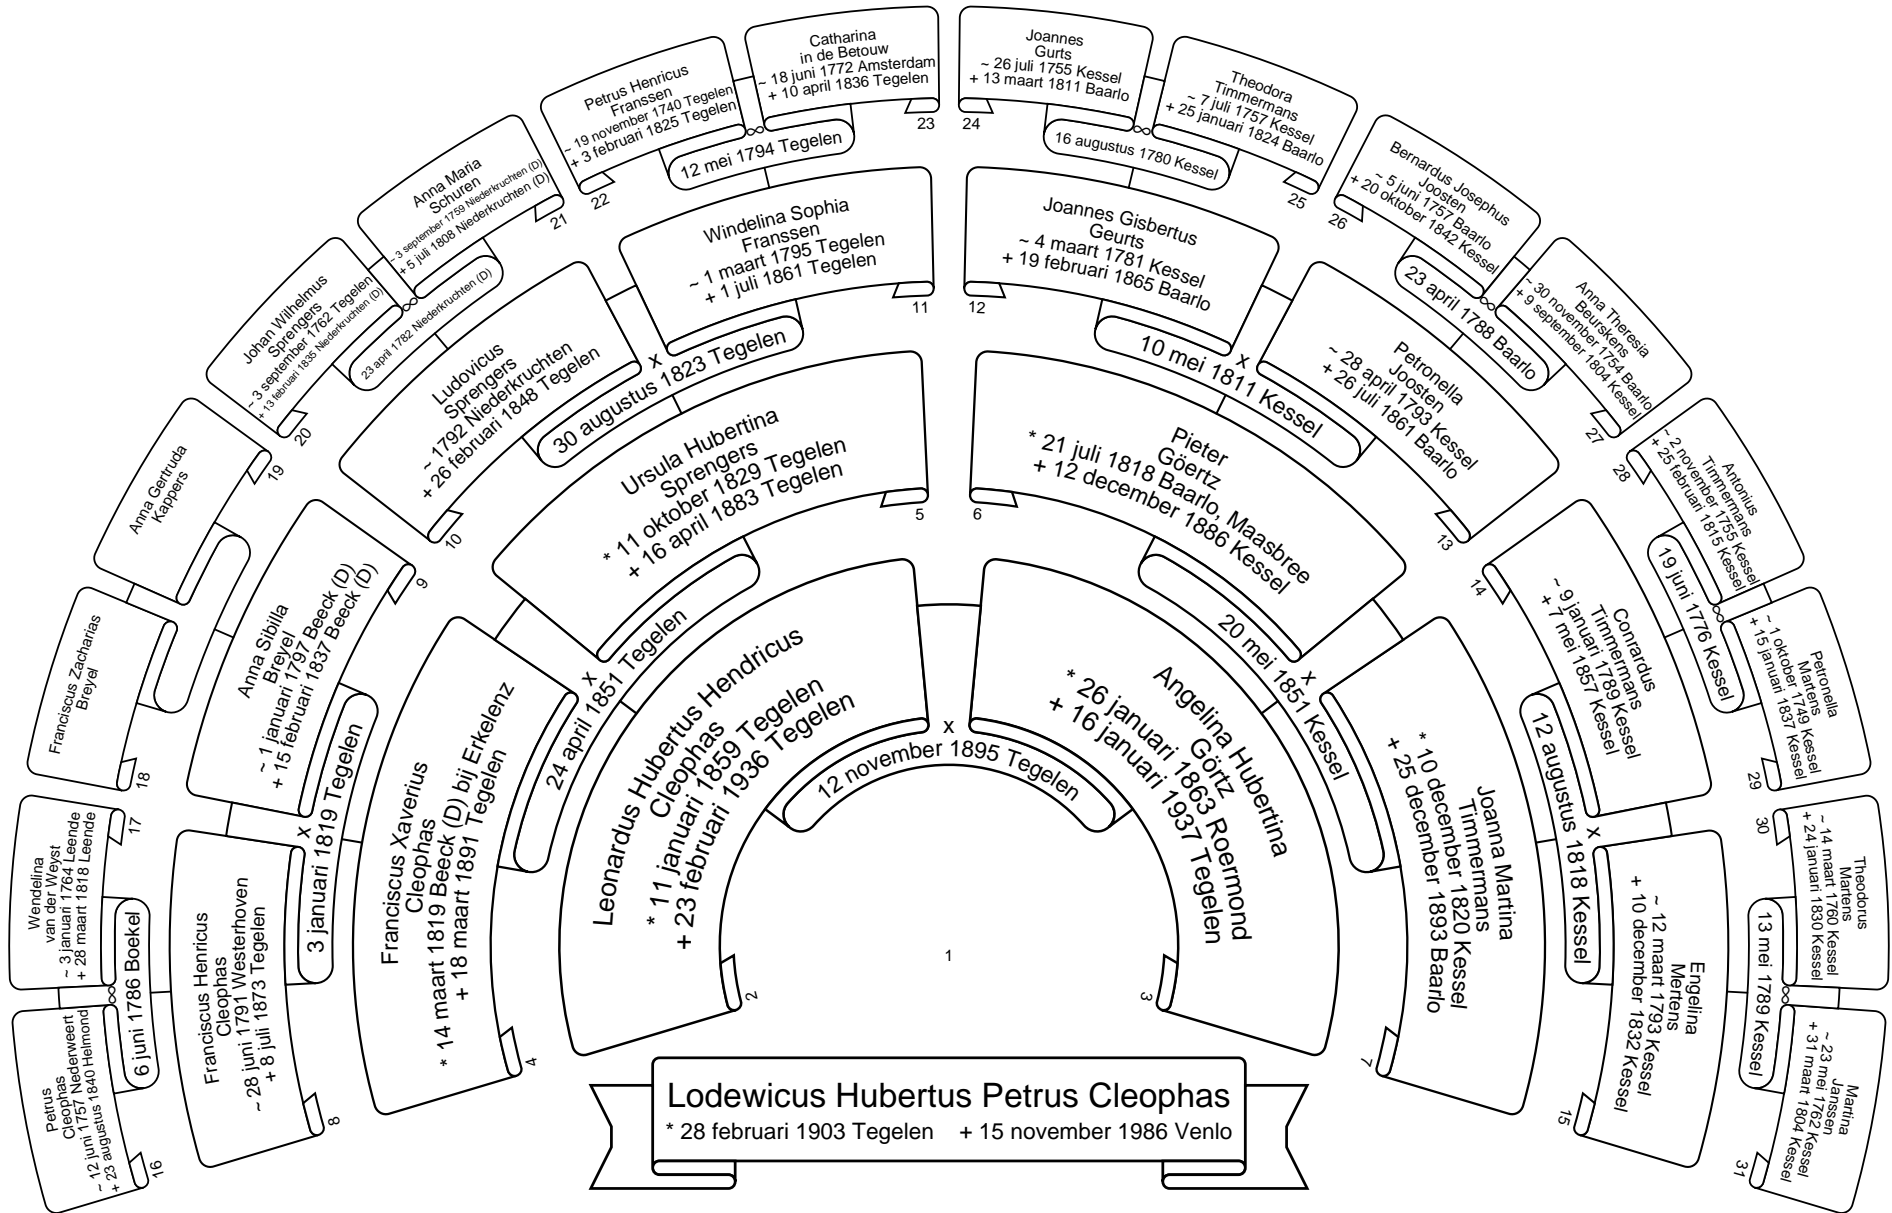 Lodewicus Hubertus Petrus Cleophas
* 28 februari 1903 Tegelen + 15 november 1986 Venlo
1
Leonardus Hubertus Hendricus
Cleophas
* 11 januari 1859 Tegelen
+ 23 februari 1936 Tegelen
2
x
12 november 1895 Tegelen
Angelina Hubertina
Görtz
* 26 januari 1863 Roermond
+ 16 januari 1937 Tegelen
3
Franciscus Xaverius
Cleophas
* 14 maart 1819 Beeck (D) bij Erkelenz
+ 18 maart 1891 Tegelen
4
x
24 april 1851 Tegelen
Ursula Hubertina
Sprengers
* 11 oktober 1829 Tegelen
+ 16 april 1883 Tegelen
5
Pieter
Göertz
* 21 juli 1818 Baarlo, Maasbree
+ 12 december 1886 Kessel
6
x
20 mei 1851 Kessel
Joanna Martina
Timmermans
* 10 december 1820 Kessel
+ 25 december 1893 Baarlo
7
Franciscus Henricus
Cleophas
~ 28 juni 1791 Westerhoven
+ 8 juli 1873 Tegelen
8
x
3 januari 1819 Tegelen
Anna Sibilla
Breyel
~ 1 januari 1797 Beeck (D)
+ 15 februari 1837 Beeck (D)
9
Ludovicus
Sprengers
~ 1792 Niederkruchten
+ 26 februari 1848 Tegelen
10
x
30 augustus 1823 Tegelen
Windelina Sophia
Franssen
~ 1 maart 1795 Tegelen
+ 1 juli 1861 Tegelen
11
Joannes Gisbertus
Geurts
~ 4 maart 1781 Kessel
+ 19 februari 1865 Baarlo
12
x
10 mei 1811 Kessel
Petronella
Joosten
~ 28 april 1793 Kessel
+ 26 juli 1861 Baarlo
13
Conrardus
Timmermans
~ 9 januari 1789 Kessel
+ 7 mei 1857 Kessel
14
x
12 augustus 1818 Kessel
Engelina
Mertens
~ 12 maart 1793 Kessel
+ 10 december 1832 Kessel
15
Petrus
Cleophas
~ 12 juni 1757 Nederweert
+ 23 augustus 1840 Helmond
16
∞
6 juni 1786 Boekel
Wendelina
van der Weyst
~ 3 januari 1764 Leende
+ 28 maart 1818 Leende
17
Franciscus Zacharias
Breyel
18
Anna Gertruda
Kappers
19
Johan Wilhelmus
Sprengers
~ 3 september 1762 Tegelen
+ 13 februari 1835 Niederkruchten (D)
20
∞
23 april 1782 Niederkruchten (D)
Anna Maria
Schuren
~ 3 september 1759 Niederkruchten (D)
+ 5 juli 1808 Niederkruchten (D)
21
Petrus Henricus
Franssen
~ 19 november 1740 Tegelen
+ 3 februari 1825 Tegelen
22
∞
12 mei 1794 Tegelen
Catharina
in de Betouw
~ 18 juni 1772 Amsterdam
+ 10 april 1836 Tegelen
23
Joannes
Gurts
~ 26 juli 1755 Kessel
+ 13 maart 1811 Baarlo
24
∞
16 augustus 1780 Kessel
Theodora
Timmermans
~ 7 juli 1757 Kessel
+ 25 januari 1824 Baarlo
25
Bernardus Josephus
Joosten
~ 5 juni 1757 Baarlo
+ 20 oktober 1842 Kessel
26
∞
23 april 1788 Baarlo
Anna Theresia
Beurskens
~ 30 november 1754 Baarlo
+ 9 september 1804 Kessel
27
Antonius
Timmermans
~ 2 november 1755 Kessel
+ 25 februari 1815 Kessel
28
∞
19 juni 1776 Kessel
Petronella
Martens
~ 1 oktober 1749 Kessel
+ 15 januari 1837 Kessel
29
Theodorus
Martens
~ 14 maart 1760 Kessel
+ 24 januari 1830 Kessel
30
∞
13 mei 1789 Kessel
Martina
Janssen
~ 23 mei 1762 Kessel
+ 31 maart 1804 Kessel
31